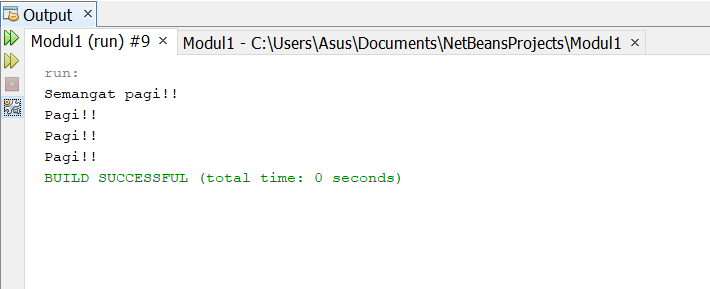 Output ×
Modul1 (run) #9 × Modul1 - C:\Users\Asus\Documents\NetBeansProjects\Modul1 ×
run:
Semangat pagi!!
Pagi!!
Pagi!!
Pagi!!
BUILD SUCCESSFUL (total time: 0 seconds)